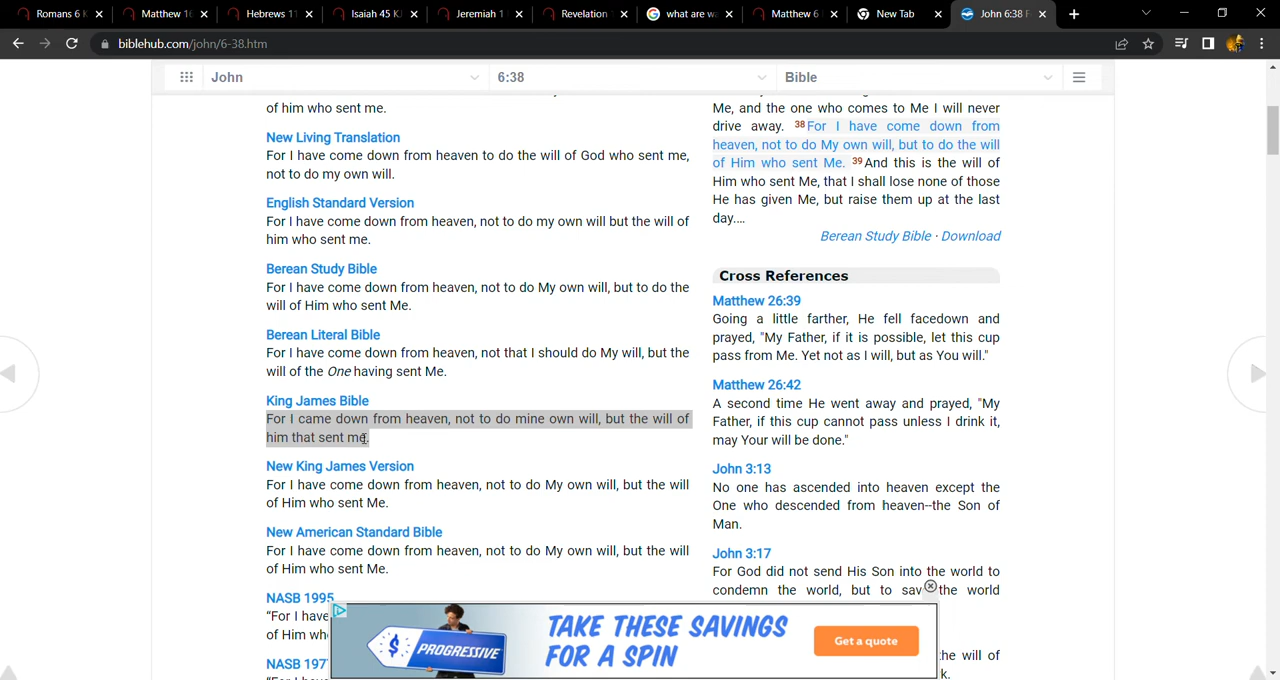 Romans 6 K
Matthew 16
Hebrews 11
Isaiah 45 KJ
Jeremiah 1
Revelation
what are wa
Matthew 6
New Tab
John 6:38 F
biblehub.com/john/6-38.htm
John
6:38
Bible
of him who sent me.
New Living Translation
For I have come down from heaven to do the will of God who sent me,
not to do my own will.
English Standard Version
For I have come down from heaven, not to do my own will but the will of
him who sent me.
Berean Study Bible
For I have come down from heaven, not to do My own will, but to do the
will of Him who sent Me.
Berean Literal Bible
For I have come down from heaven, not that I should do My will, but the
will of the One having sent Me.
King James Bible
For I came down from heaven, not to do mine own will, but the will of
him that sent me.
New King James Version
For I have come down from heaven, not to do My own will, but the will
of Him who sent Me.
New American Standard Bible
For I have come down from heaven, not to do My own will, but the will
of Him who sent Me.
NASB 1995
“For I have
of Him wh
NASB 197
Me, and the one who comes to Me I will never
drive away. 38For I have come down from
heaven, not to do My own will, but to do the will
of Him who sent Me. 39And this is the will of
Him who sent Me, that I shall lose none of those
He has given Me, but raise them up at the last
day....
Berean Study Bible · Download
Cross References
Matthew 26:39
Going a little farther, He fell facedown and
prayed, "My Father, if it is possible, let this cup
pass from Me. Yet not as I will, but as You will."
Matthew 26:42
A second time He went away and prayed, "My
Father, if this cup cannot pass unless I drink it,
may Your will be done."
John 3:13
No one has ascended into heaven except the
One who descended from heaven--the Son of
Man.
John 3:17
For God did not send His Son into the world to
condemn the world, but to sav the world
he will of
k.
$
PROGRESSIVE
TAKE THESE SAVINGS
FOR A SPIN
Get a quote